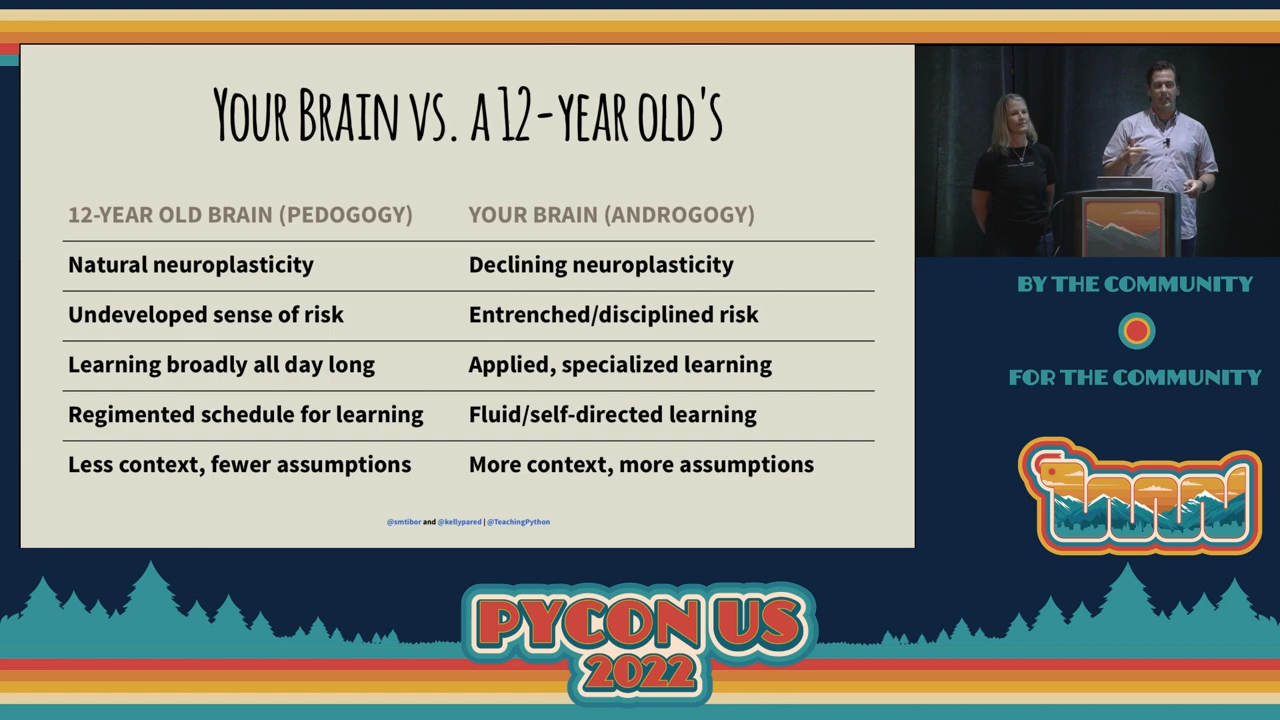 Your Brain vs. a 12-year old's
12-YEAR OLD BRAIN (PEDOGOGY) YOUR BRAIN (ANDROGOGY)
Natural neuroplasticity Declining neuroplasticity
Undeveloped sense of risk Entrenched/disciplined risk
Learning broadly all day long Applied, specialized learning
Regimented schedule for learning Fluid/self-directed learning
Less context, fewer assumptions More context, more assumptions
@smtibor and @kellypared | @TeachingPython
BY THE COMMUNITY
FOR THE COMMUNITY
PYCON US
2022